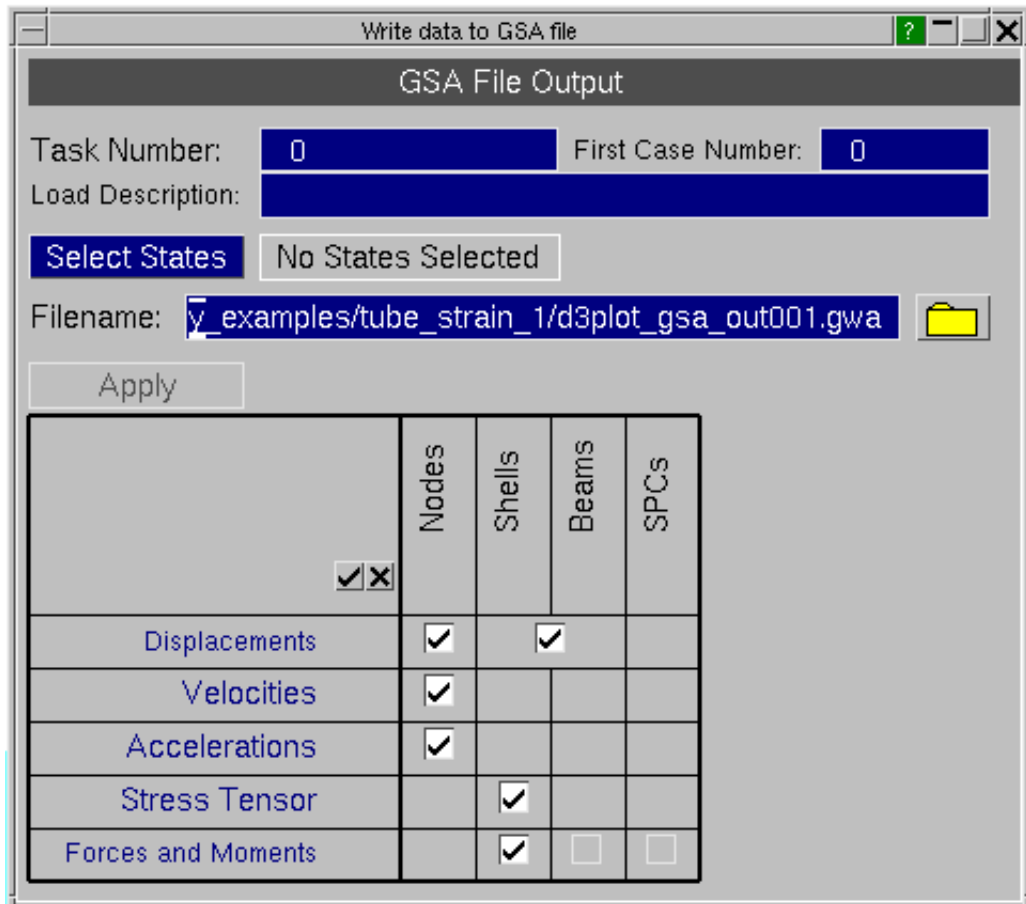 Write data to GSA file ?
GSA File Output
Task Number: 0 First Case Number: 0
Load Description:
Select States No States Selected
Filename: y_examples/tube_strain_1/d3plot_gsa_out001.gwa
Apply
Nodes Shells Beams SPCs
Displacements
Velocities
Accelerations
Stress Tensor
Forces and Moments